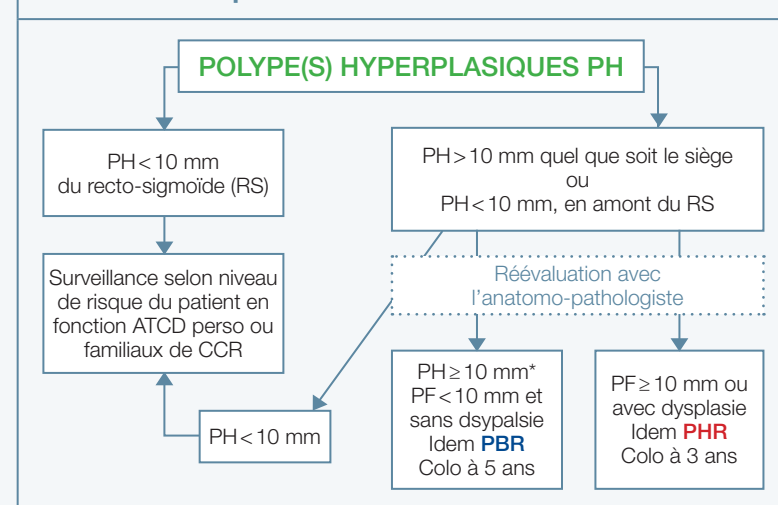 POLYPE(S) HYPERPLASIQUES PH
PH<10 mm
du recto-sigmoïde (RS)
PH>10 mm quel que soit le siège
ou
PH<10 mm, en amont du RS
Surveillance selon niveau
de risque du patient en
fonction ATCD perso ou
familiaux de CCR
Réévaluation avec
l'anatomo-pathologiste
PH<10 mm
PH≥10 mm*
PF<10 mm et
sans dsypalsie
Idem PBR
Colo à 5 ans
PF≥10 mm ou
avec dysplasie
Idem PHR
Colo à 3 ans